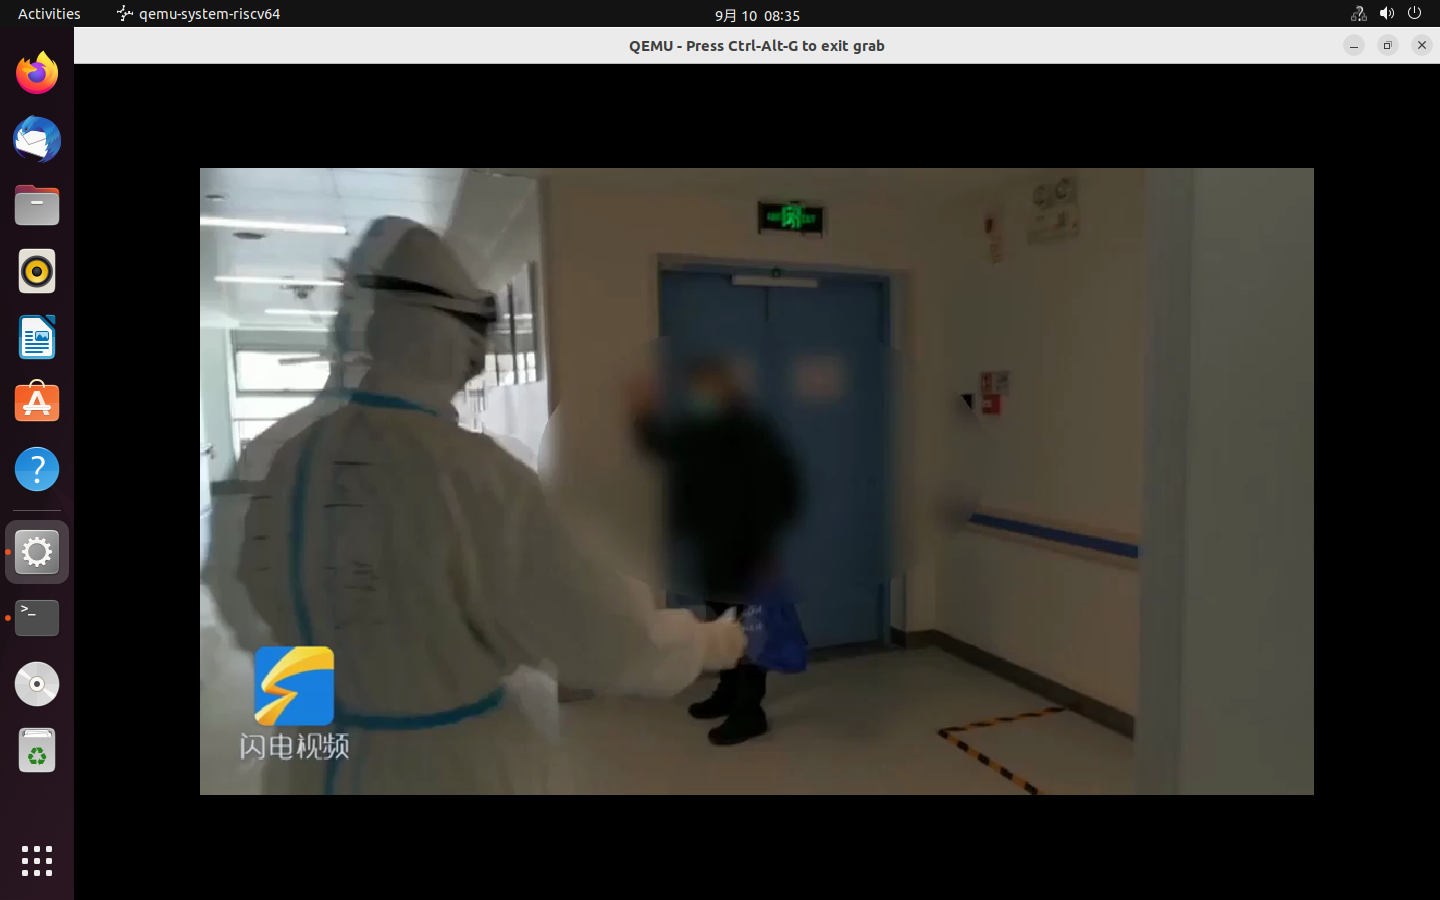 Activities
qemu-system-riscv64
9月 10 08:35
QEMU - Press Ctrl-Alt-G to exit grab
闪电视频